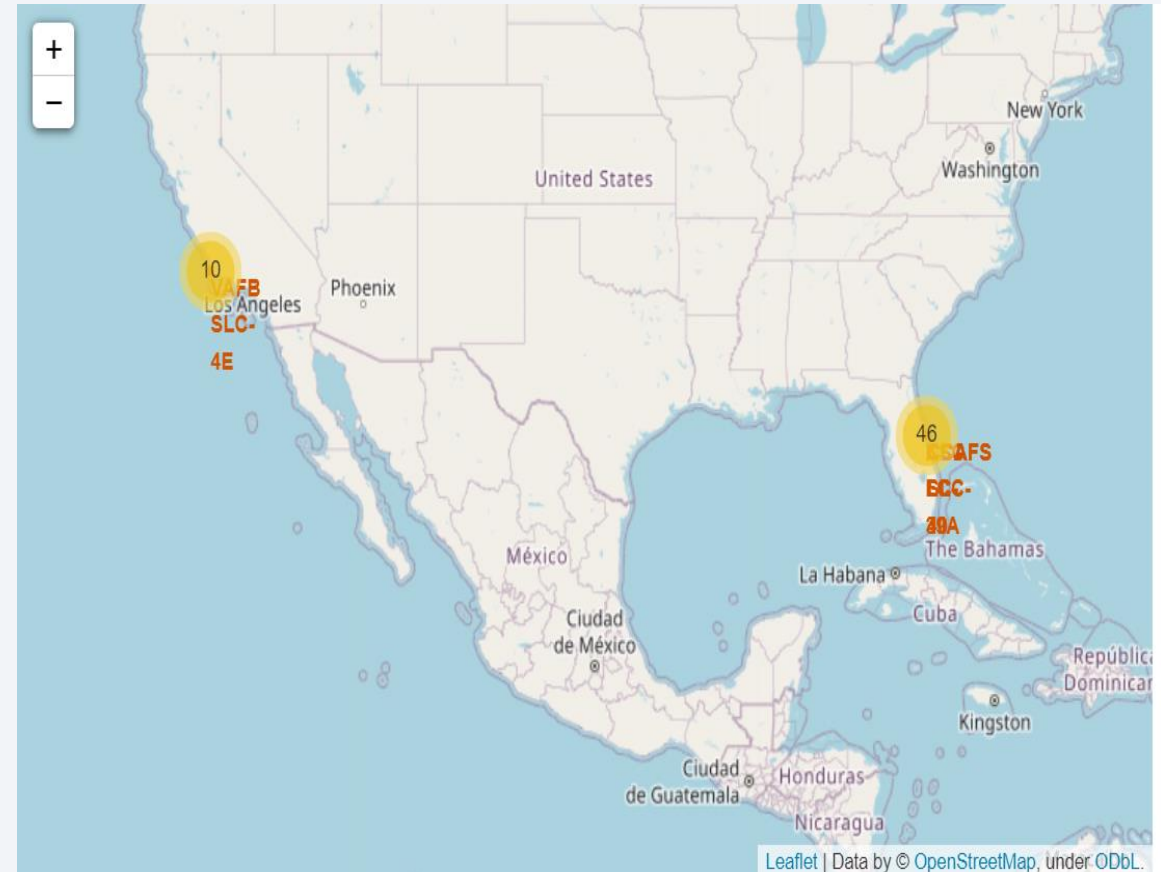 +
−
New York
Washington
United States
10
VAFB
Los Angeles
SLC-
4E
Phoenix
46
The Bahamas
México
La Habana
Cuba
Ciudad
de México
República
Dominicar
Kingston
Ciudad
de Guatemala
Honduras
Nicaragua
Leaflet | Data by © OpenStreetMap, under ODbL.